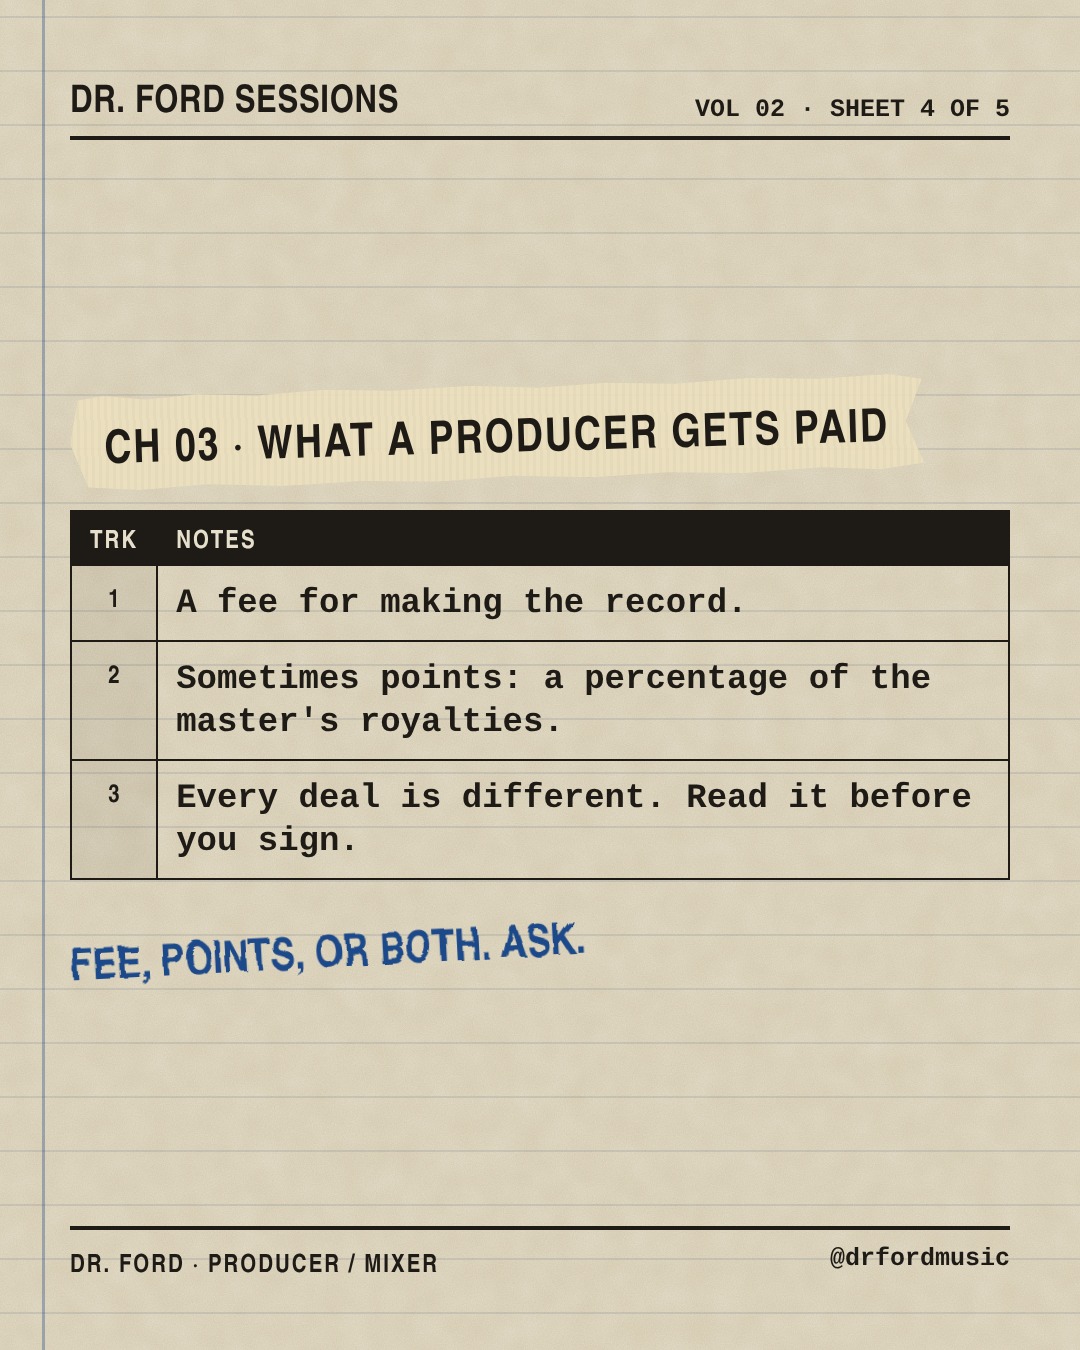 DR. FORD SESSIONS
VOL 02 · SHEET 4 OF 5
CH 03 · WHAT A PRODUCER GETS PAID
TRK NOTES
1 A fee for making the record.
2 Sometimes points: a percentage of the
master's royalties.
3 Every deal is different. Read it before
you sign.
FEE, POINTS, OR BOTH. ASK.
DR. FORD · PRODUCER / MIXER
@drfordmusic